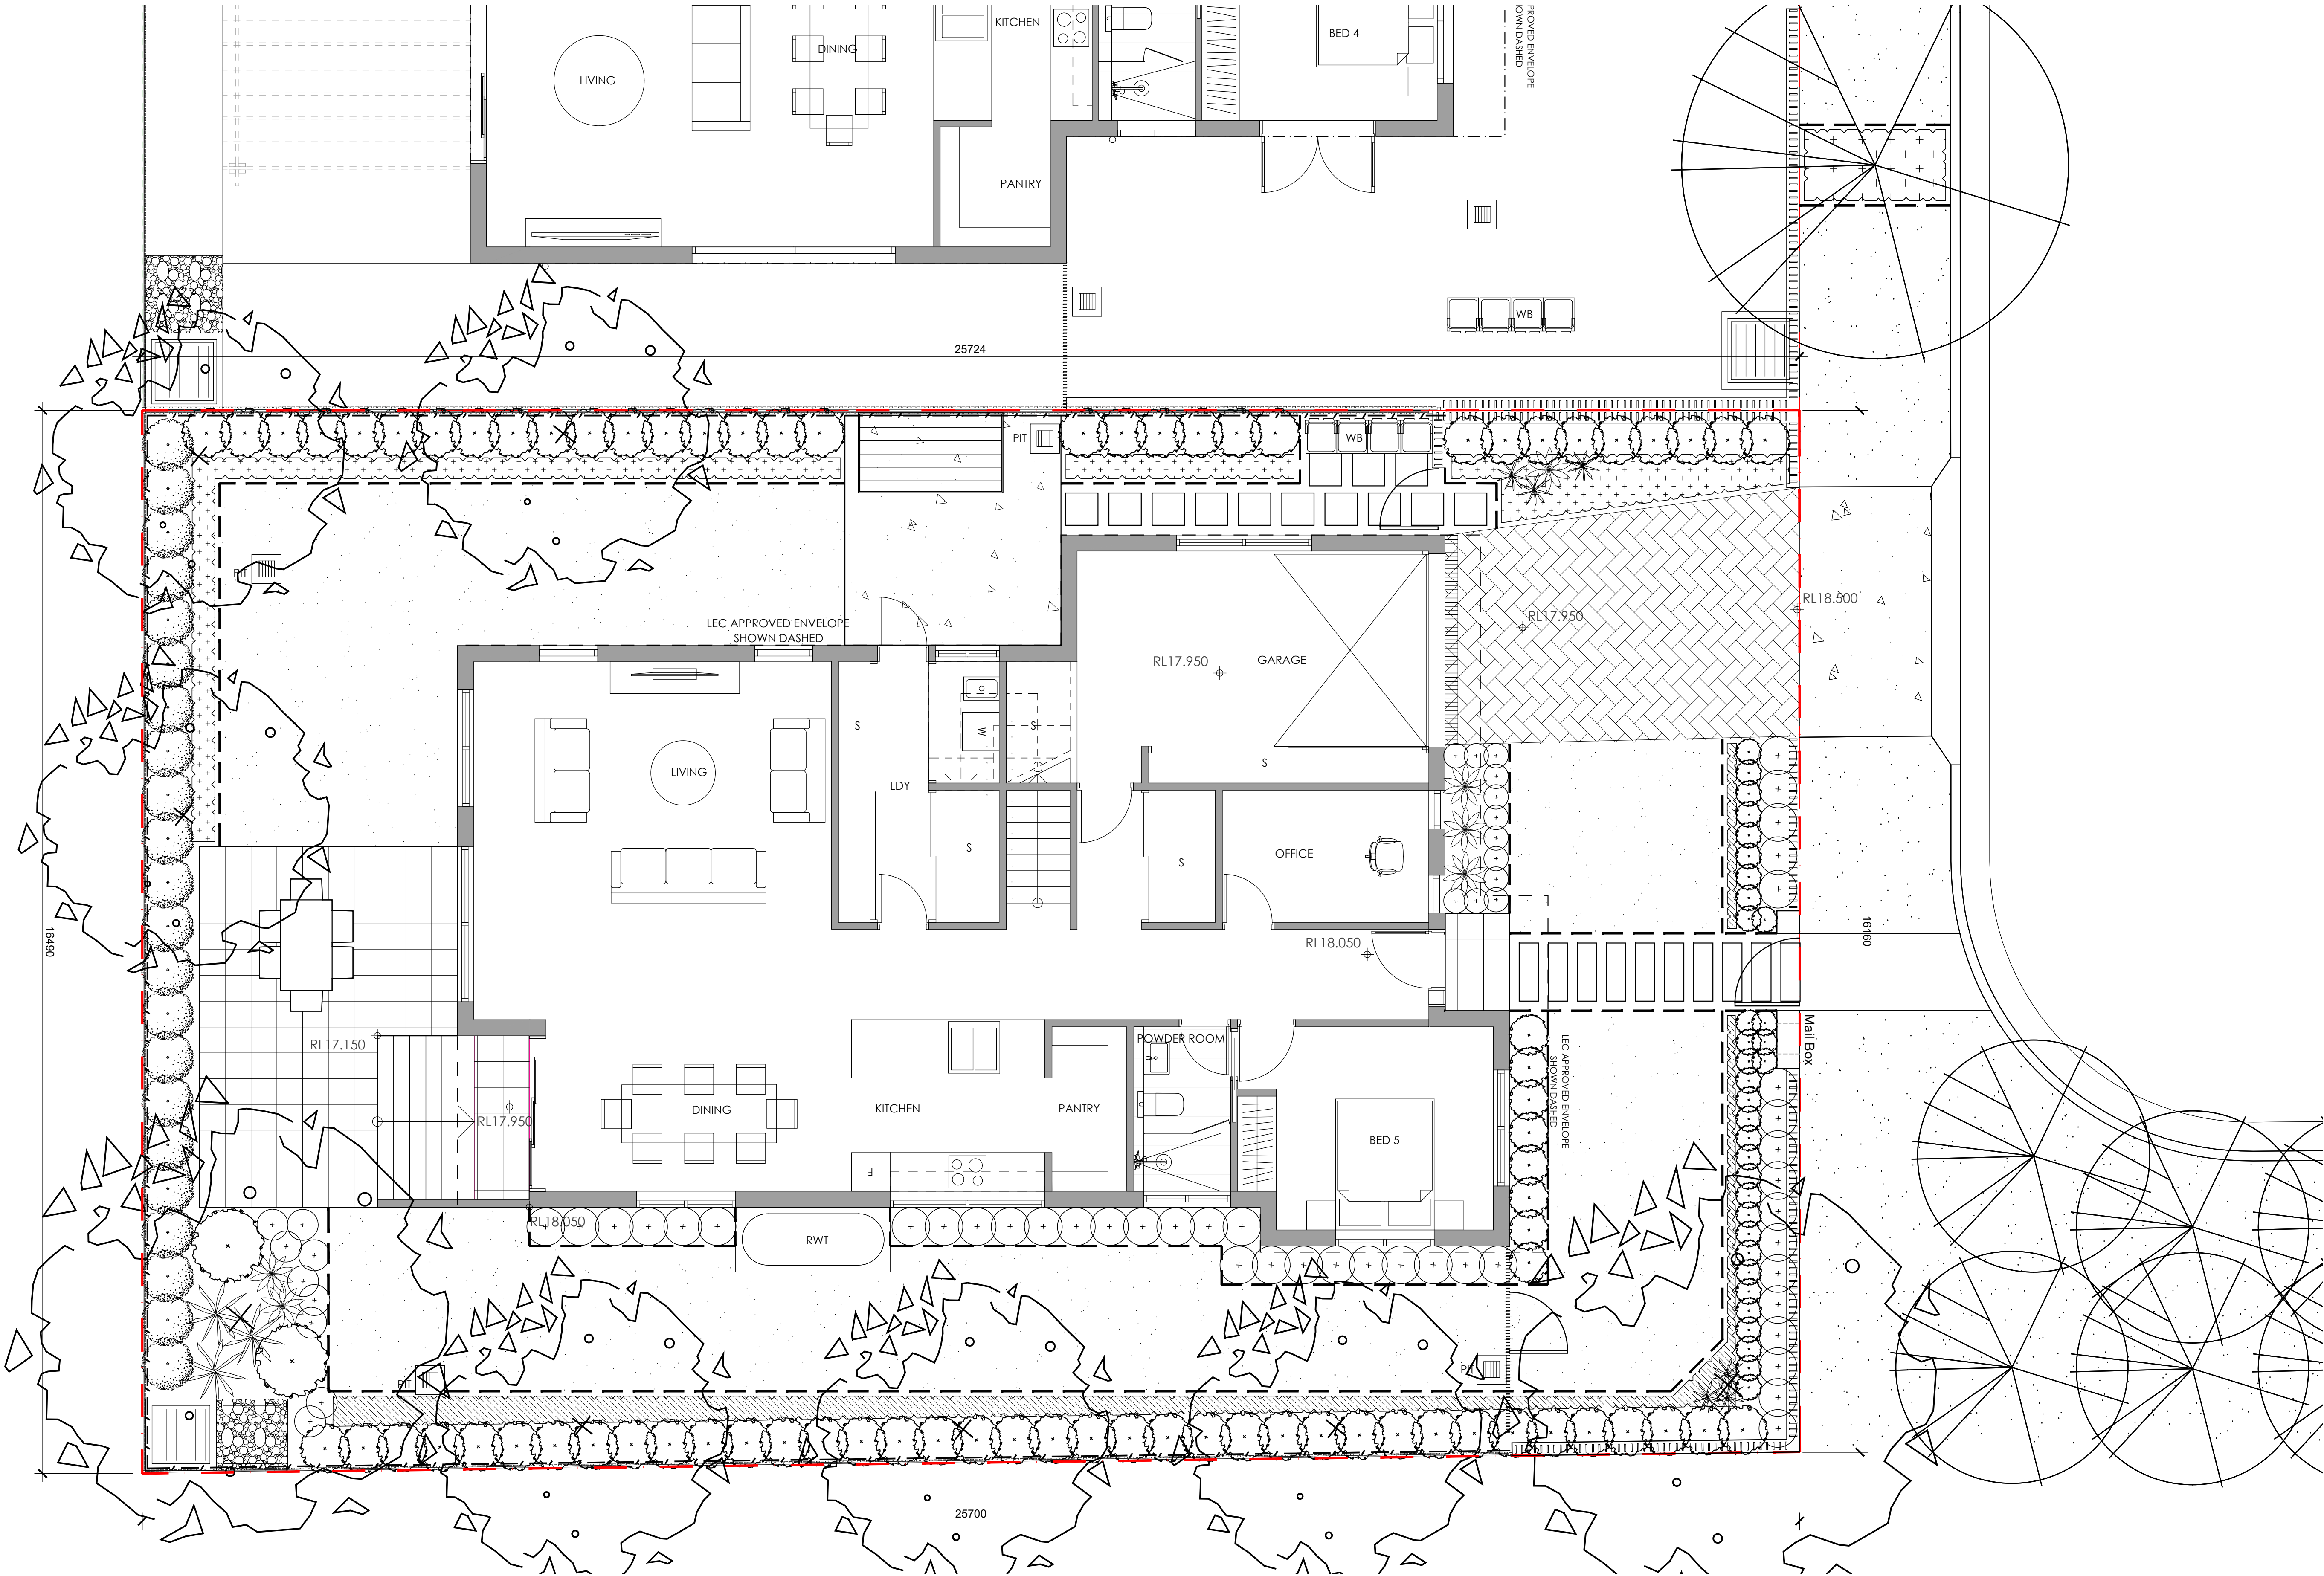 KITCHEN
BED 4
PROVED ENVELOPE
OWN DASHED
DINING
LIVING
PANTRY
WB
25724
PIT
WB
PIT
LEC APPROVED ENVELOPE
SHOWN DASHED
RL17.950
RL18.500
RL17.950
GARAGE
S
S
W
LIVING
S
LDY
S
S
OFFICE
16490
16160
RL18.050
Mail Box
RL17.150
POWDER ROOM
LEC APPROVED ENVELOPE
SHOWN DASHED
DINING
KITCHEN
PANTRY
RL17.950
BED 5
F
RL18.050
RWT
PIT
PIT
25700